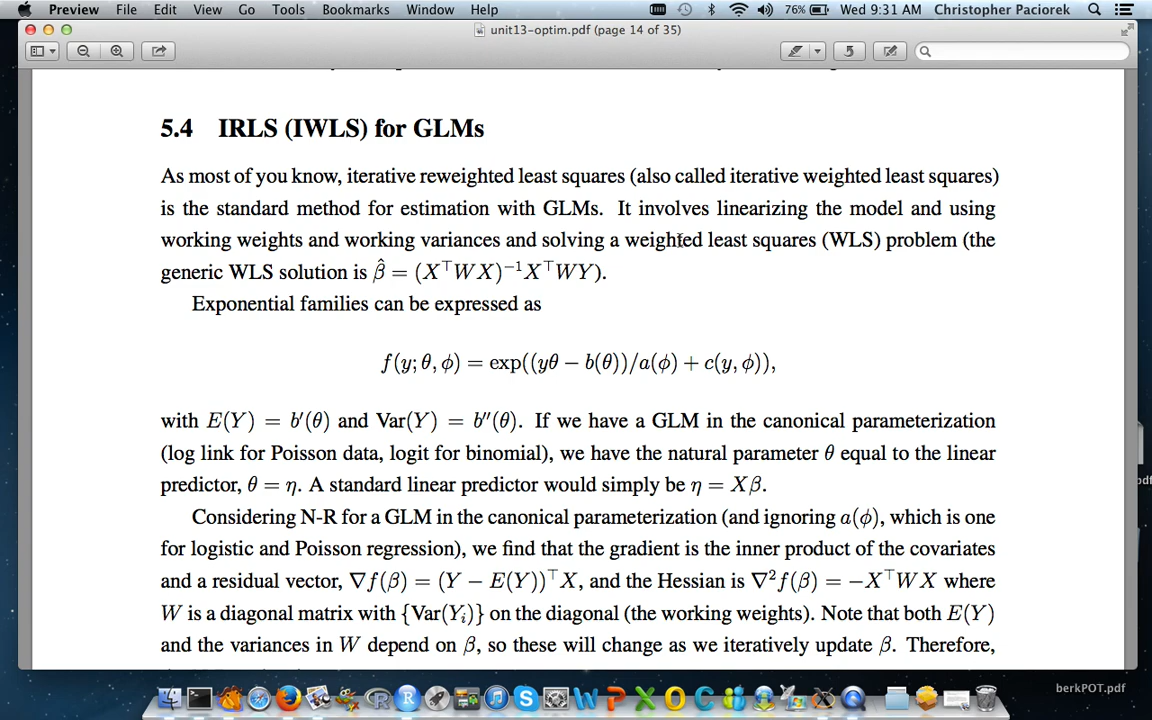 Preview File Edit View Go Tools Bookmarks Window Help 76% Wed 9:31 AM Christopher Paciorek
unit13-optim.pdf (page 14 of 35)
5.4 IRLS (IWLS) for GLMs
As most of you know, iterative reweighted least squares (also called iterative weighted least squares)
is the standard method for estimation with GLMs. It involves linearizing the model and using
working weights and working variances and solving a weighted least squares (WLS) problem (the
generic WLS solution is β̂ = (X⊤WX)⁻¹X⊤WY).
Exponential families can be expressed as
f(y; θ, φ) = exp((yθ − b(θ))/a(φ) + c(y, φ)),
with E(Y) = b′(θ) and Var(Y) = b″(θ). If we have a GLM in the canonical parameterization
(log link for Poisson data, logit for binomial), we have the natural parameter θ equal to the linear
predictor, θ = η. A standard linear predictor would simply be η = Xβ.
Considering N-R for a GLM in the canonical parameterization (and ignoring a(φ), which is one
for logistic and Poisson regression), we find that the gradient is the inner product of the covariates
and a residual vector, ∇f(β) = (Y − E(Y))⊤X, and the Hessian is ∇²f(β) = −X⊤WX where
W is a diagonal matrix with {Var(Yᵢ)} on the diagonal (the working weights). Note that both E(Y)
and the variances in W depend on β, so these will change as we iteratively update β. Therefore,
berkPOT.pdf